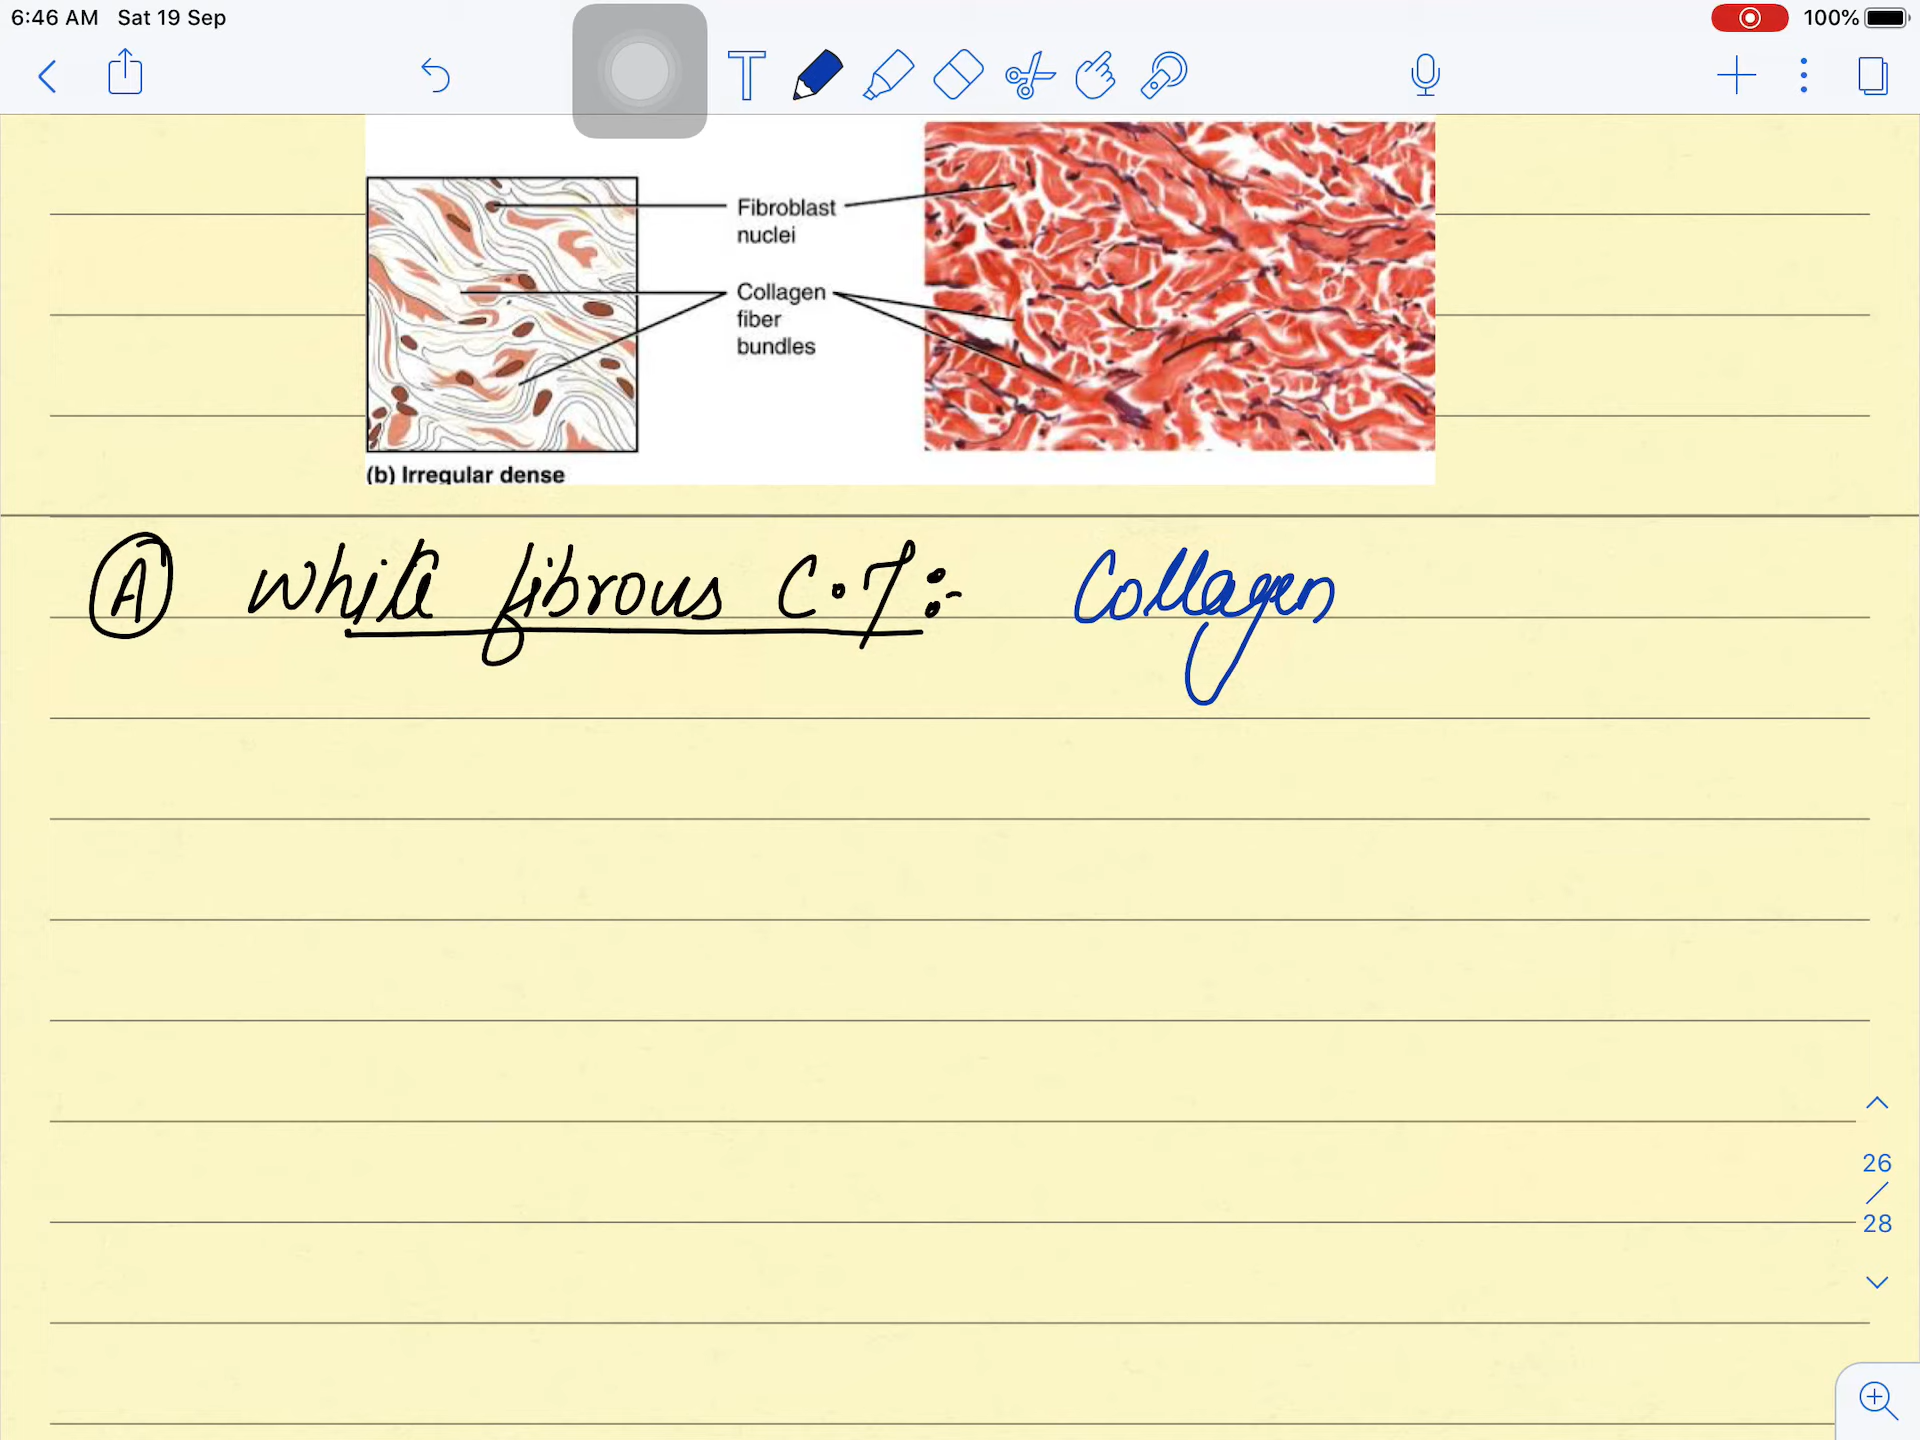 6:46 AM Sat 19 Sep
100%
T
Fibroblast
nuclei
Collagen
fiber
bundles
(b) Irregular dense
A White fibrous C.T:- Collagen
26
/
28